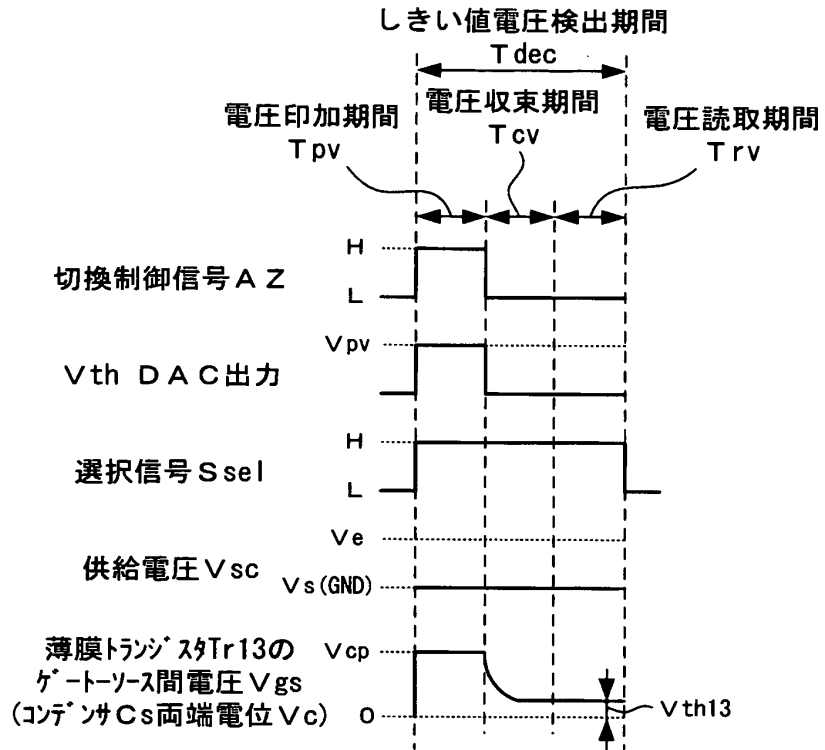 しきい値電圧検出期間
Tdec
電圧印加期間
Tpv
電圧収束期間
Tcv
電圧読取期間
Trv
切換制御信号AZ
H
L
Vth DAC出力
Vpv
選択信号Ssel
H
L
供給電圧Vsc
Ve
Vs(GND)
薄膜トランジスタTr13の
ゲートーソース間電圧Vgs
(コンデンサCs両端電位Vc)
Vcp
0
Vth13